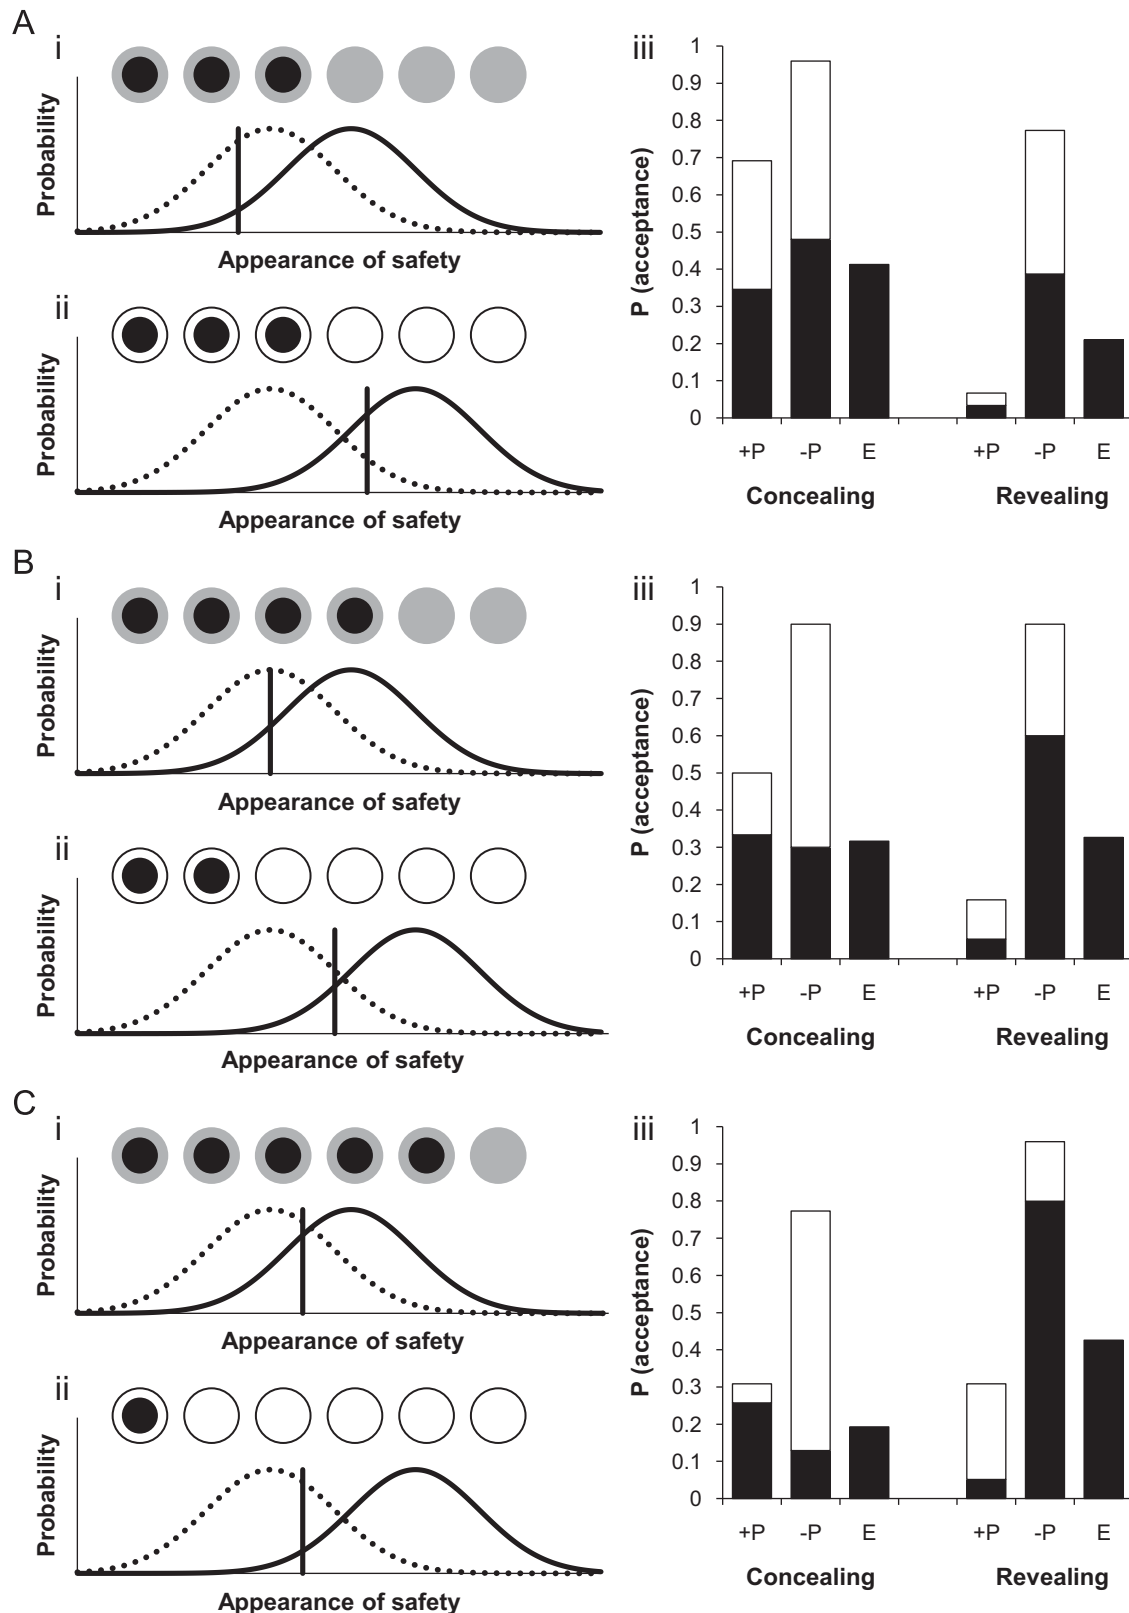 A
i
Probability
Appearance of safety
ii
Probability
Appearance of safety
iii
P (acceptance)
1
0.9
0.8
0.7
0.6
0.5
0.4
0.3
0.2
0.1
0
+P -P E +P -P E
Concealing Revealing
B
i
Probability
Appearance of safety
ii
Probability
Appearance of safety
iii
P (acceptance)
1
0.9
0.8
0.7
0.6
0.5
0.4
0.3
0.2
0.1
0
+P -P E +P -P E
Concealing Revealing
C
i
Probability
Appearance of safety
ii
Probability
Appearance of safety
iii
P (acceptance)
1
0.9
0.8
0.7
0.6
0.5
0.4
0.3
0.2
0.1
0
+P -P E +P -P E
Concealing Revealing